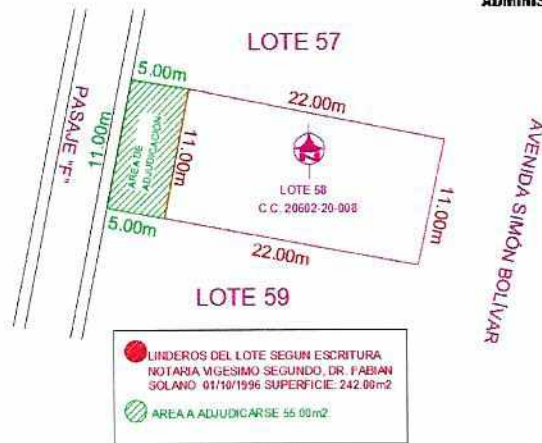 ADMINIS
LOTE 57
5.00m
22.00m
PASAJE "F"
11.00m
AREA DE
ADJUDICACION
11.00m
LOTE 58
C.C. 20602-20-008
11.00m
AVENIDA SIMÓN BOLÍVAR
5.00m
22.00m
LOTE 59
LINDEROS DEL LOTE SEGUN ESCRITURA
NOTARIA VIGESIMO SEGUNDO, DR. FABIAN
SOLANO 01/10/1996 SUPERFICIE: 242.00m2
AREA A ADJUDICARSE 55.00m2